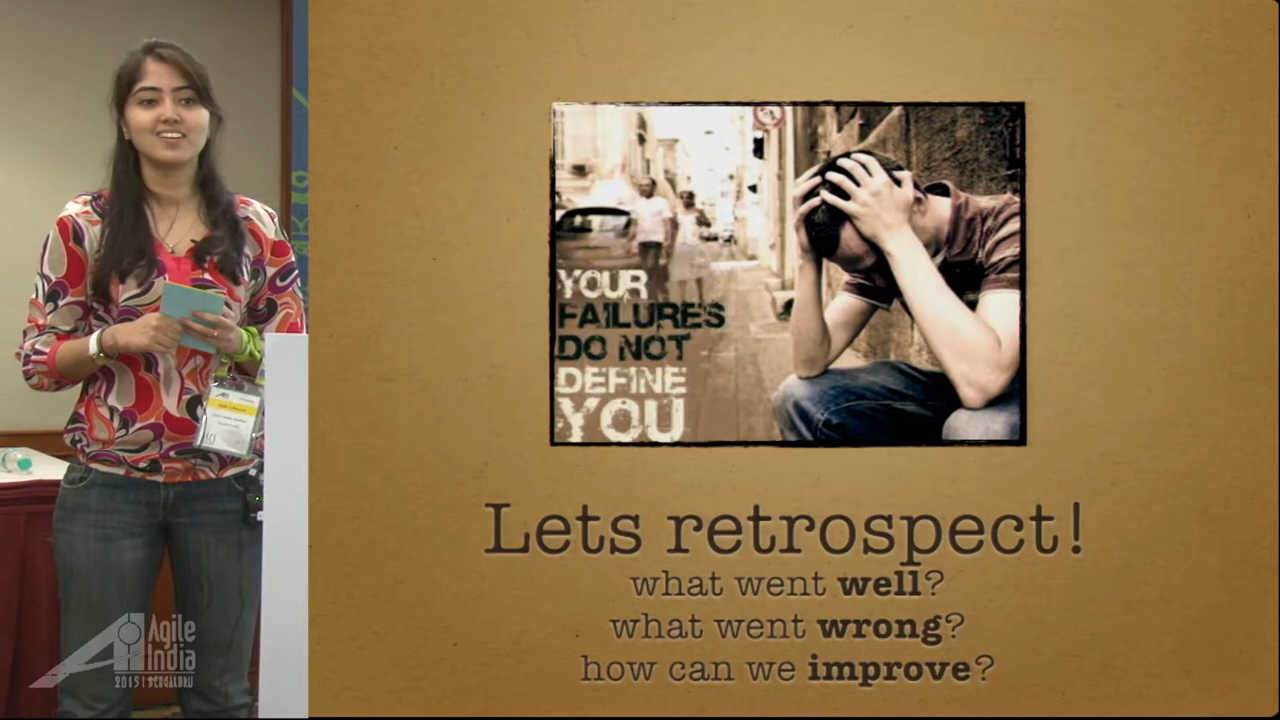 YOUR
FAILURES
DO NOT
DEFINE
YOU
Lets retrospect!
what went well?
what went wrong?
how can we improve?
Agile
India
2015 | BENGALURU